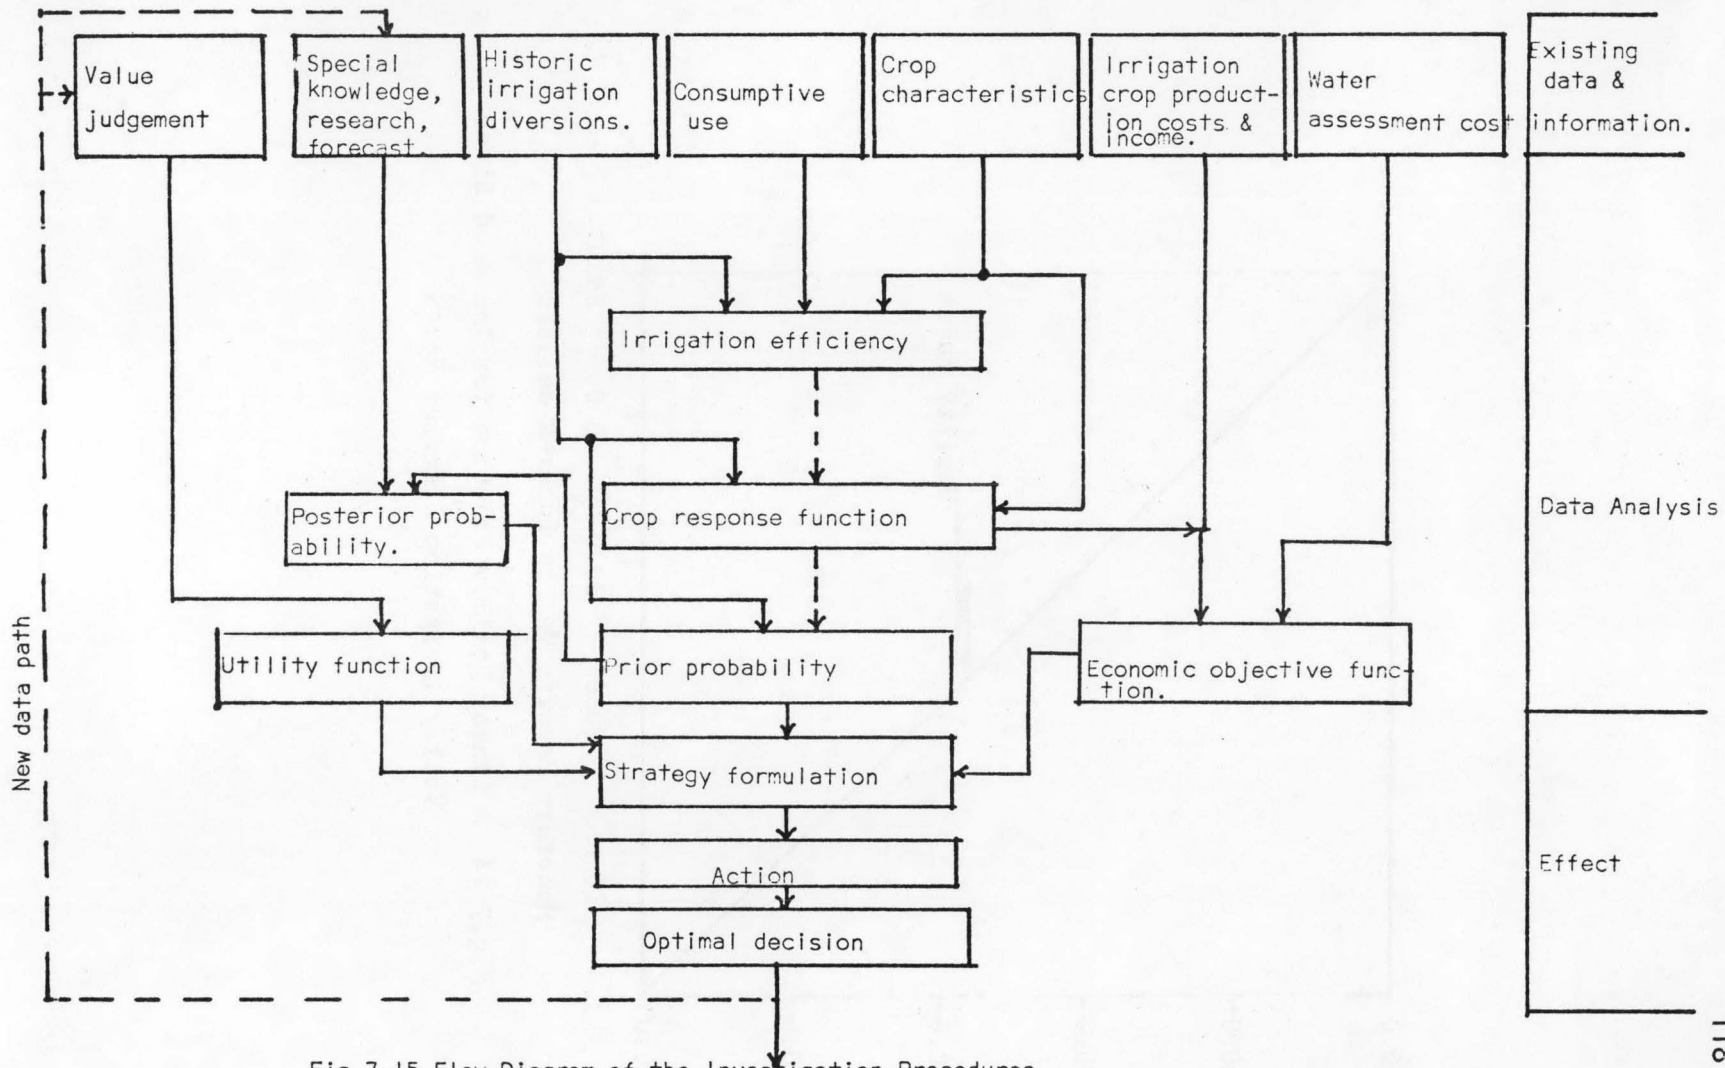 Value
judgement
Special
knowledge,
research,
forecast.
Historic
irrigation
diversions.
Consumptive
use
Crop
characteristics
Irrigation
crop product-
ion costs &
income.
Water
assessment cost
Existing
data &
information.
Irrigation efficiency
Posterior prob-
ability.
Crop response function
Data Analysis
Utility function
Prior probability
Economic objective func-
tion.
New data path
Strategy formulation
Action
Effect
Optimal decision
Fig 7.15 Flow Diagram of the Investigation Procedures
118